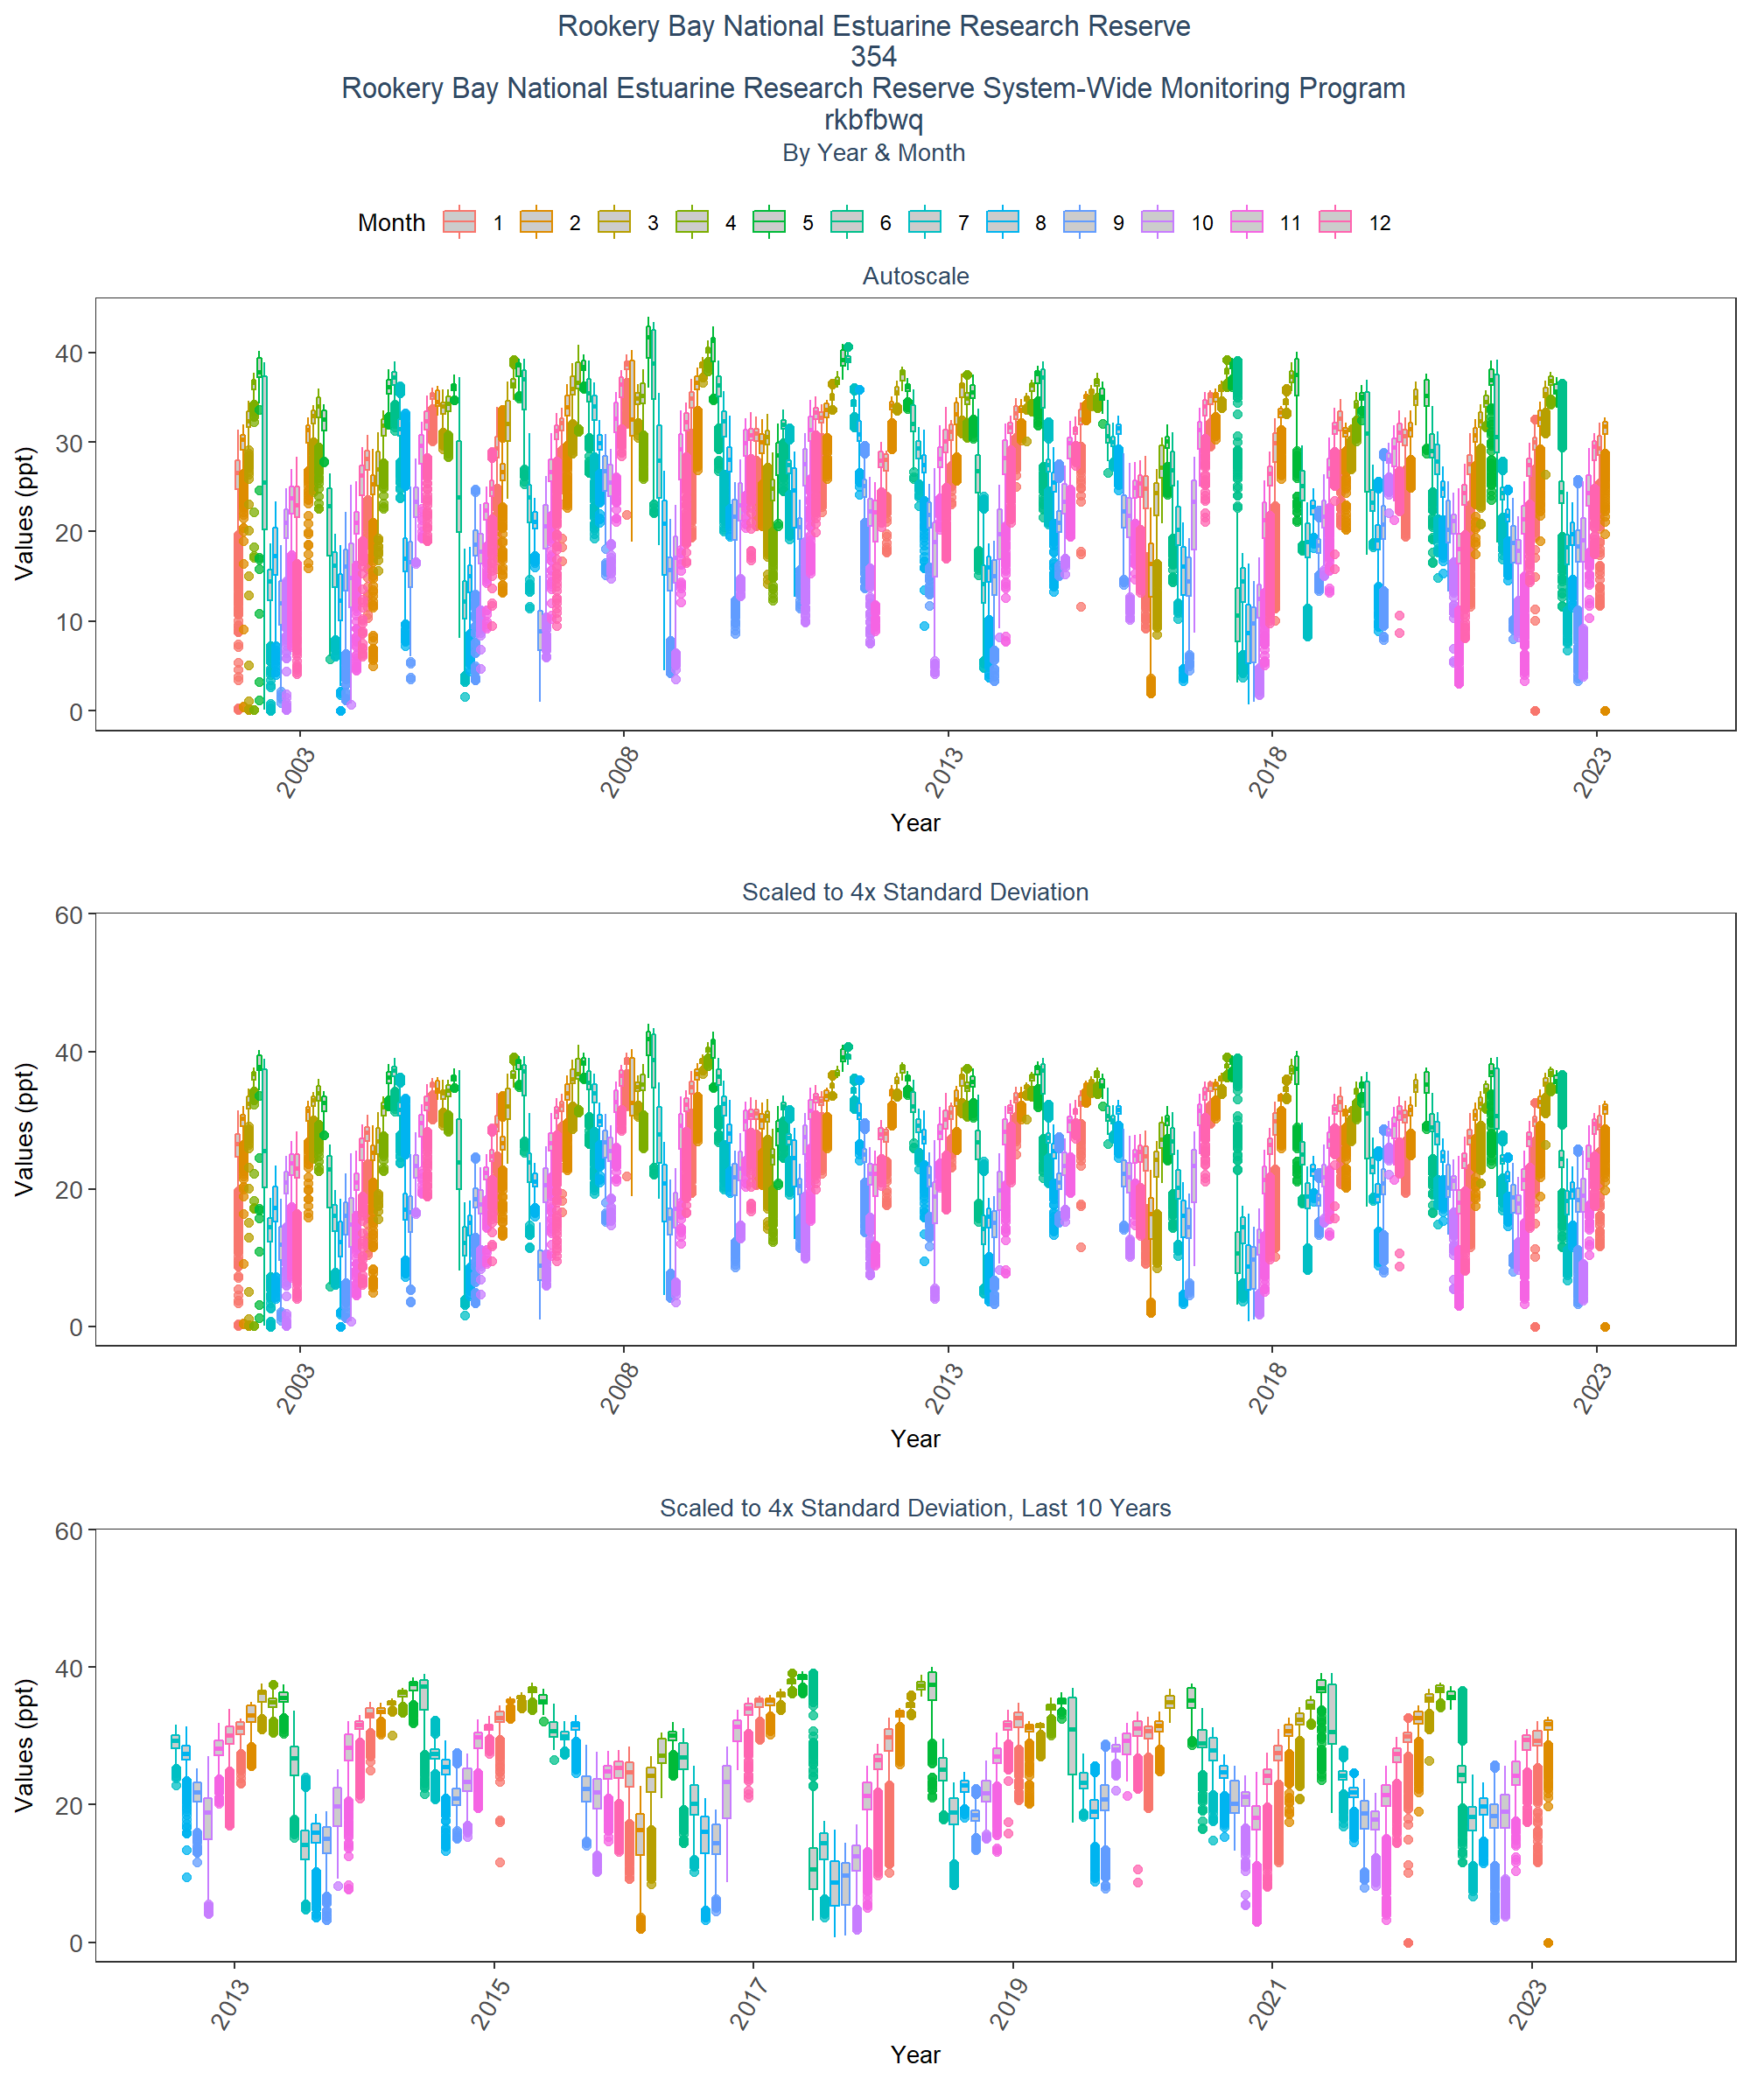 Rookery Bay National Estuarine Research Reserve
354
Rookery Bay National Estuarine Research Reserve System-Wide Monitoring Program
rkbfbwq
By Year & Month
Month 1 2 3 4 5 6 7 8 9 10 11 12
Autoscale
40
30
20
10
0
Values (ppt)
2003 2008 2013 2018 2023
Year
Scaled to 4x Standard Deviation
60
40
20
0
Values (ppt)
2003 2008 2013 2018 2023
Year
Scaled to 4x Standard Deviation, Last 10 Years
60
40
20
0
Values (ppt)
2013 2015 2017 2019 2021 2023
Year